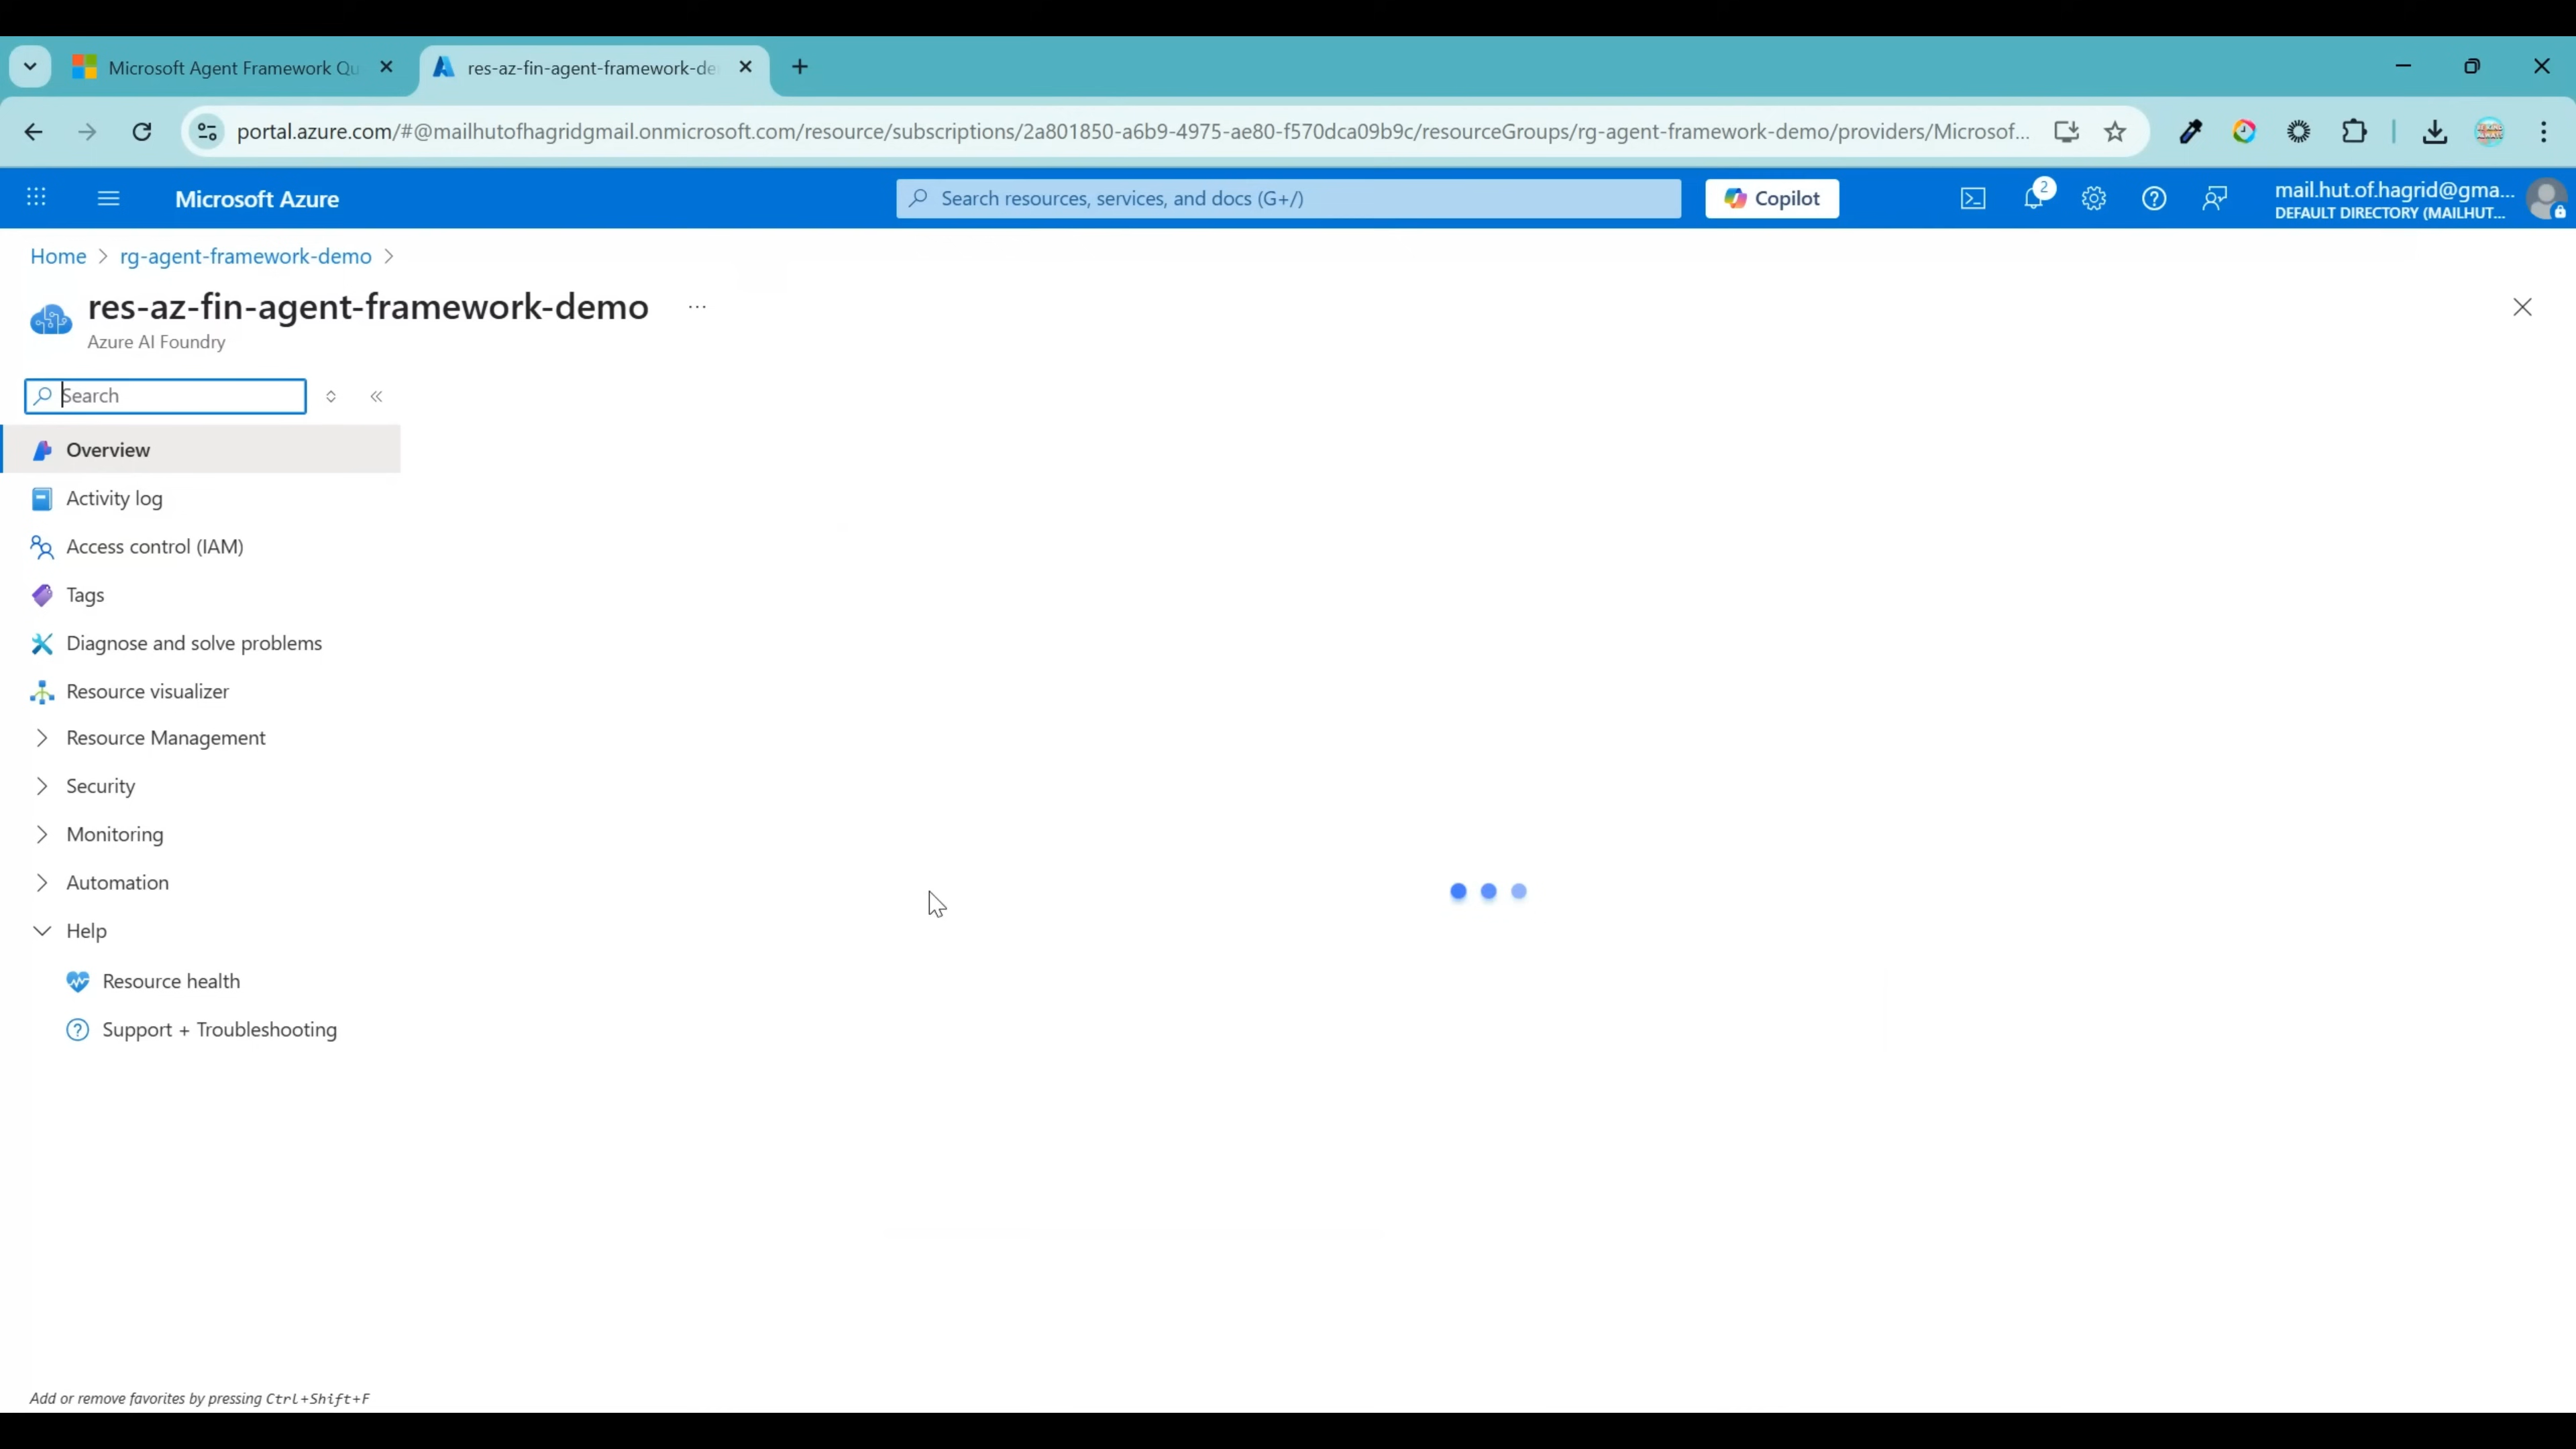 Microsoft Agent Framework Qu
res-az-fin-agent-framework-de
portal.azure.com/#@mailhutofhagridgmail.onmicrosoft.com/resource/subscriptions/2a801850-a6b9-4975-ae80-f570dca09b9c/resourceGroups/rg-agent-framework-demo/providers/Microsof...
Microsoft Azure
Search resources, services, and docs (G+/)
Copilot
2
mail.hut.of.hagrid@gma...
DEFAULT DIRECTORY (MAILHUT...
Home > rg-agent-framework-demo >
res-az-fin-agent-framework-demo ...
Azure AI Foundry
Search
Overview
Activity log
Access control (IAM)
Tags
Diagnose and solve problems
Resource visualizer
Resource Management
Security
Monitoring
Automation
Help
Resource health
Support + Troubleshooting
Add or remove favorites by pressing Ctrl+Shift+F